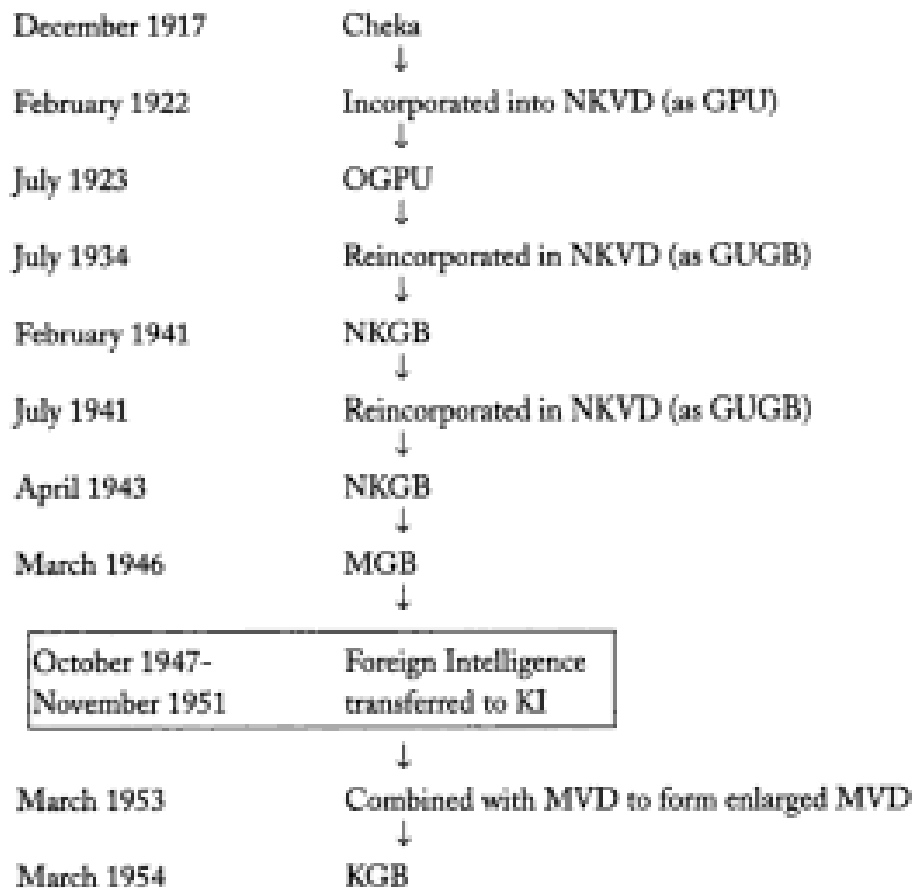 December 1917 Cheka
↓
February 1922 Incorporated into NKVD (as GPU)
↓
July 1923 OGPU
↓
July 1934 Reincorporated in NKVD (as GUGB)
↓
February 1941 NKGB
↓
July 1941 Reincorporated in NKVD (as GUGB)
↓
April 1943 NKGB
↓
March 1946 MGB
↓
October 1947- Foreign Intelligence
November 1951 transferred to KI
↓
March 1953 Combined with MVD to form enlarged MVD
↓
March 1954 KGB